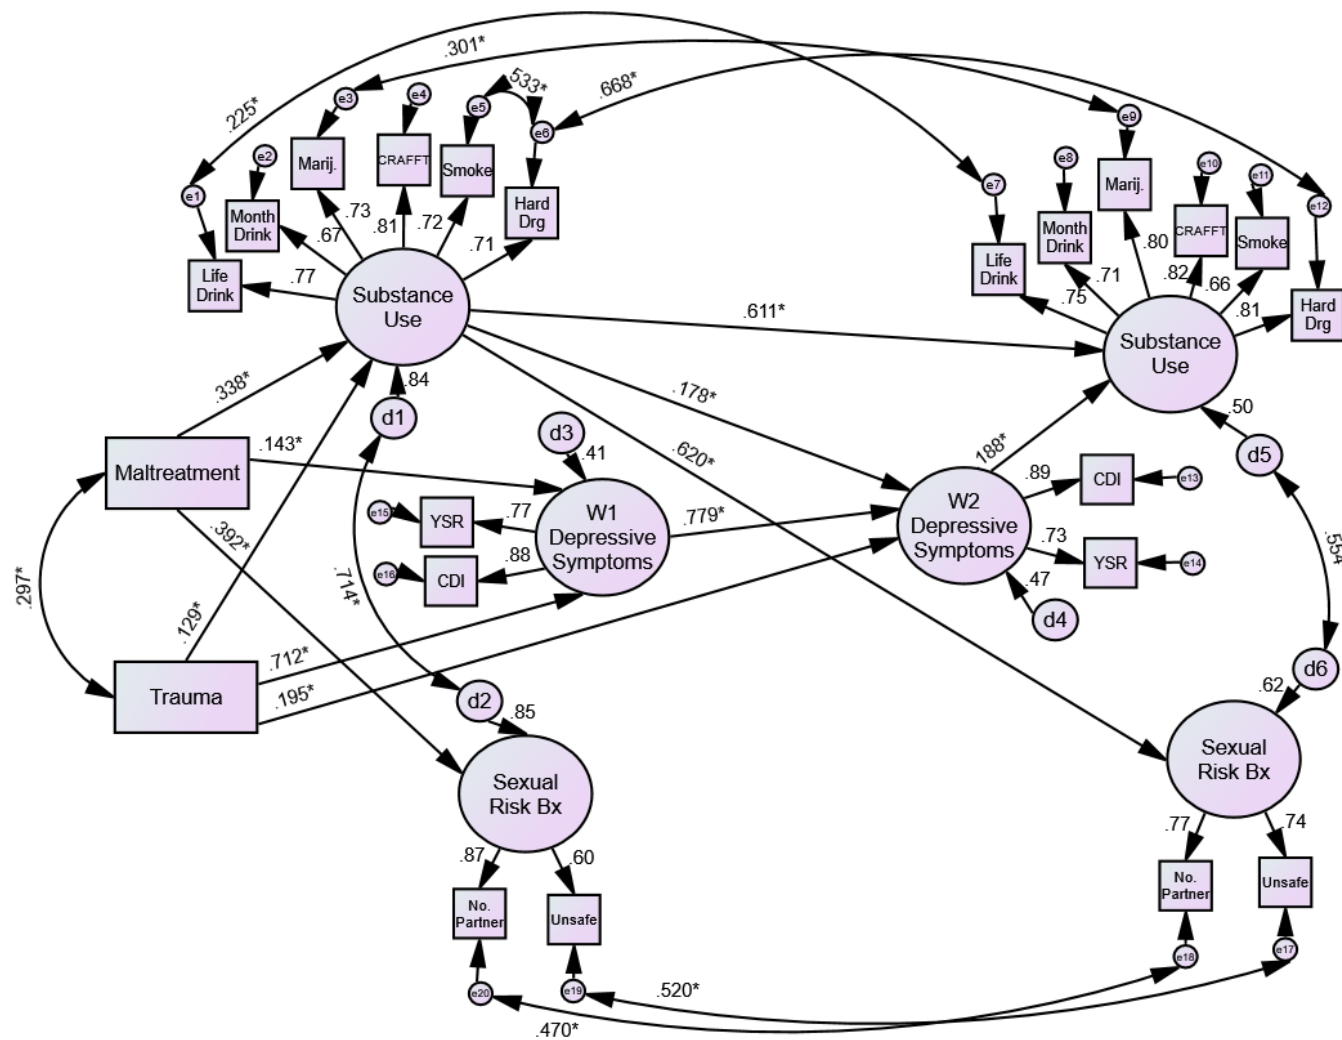 .301*
.225*
e3
e4
.533*
e5
e6
.668*
e9
e1
e2
Marij.
CRAFFT
Smoke
Hard
Drg
Month
Drink
Life
Drink
.77
.67
.73
.81
.72
.71
Substance
Use
e7
e8
e10
e11
e12
Life
Drink
Month
Drink
Marij.
CRAFFT
Smoke
Hard
Drg
.75
.71
.80
.82
.66
.81
Substance
Use
.611*
.338*
.84
d1
.178*
.620*
188*
.50
d5
Maltreatment
.143*
d3
.41
e15
YSR
.77
W1
Depressive
Symptoms
e16
CDI
.88
.779*
W2
Depressive
Symptoms
.89
CDI
e13
.73
YSR
e14
.47
d4
.554
.297*
.392*
.129*
.714*
Trauma
.712*
.195*
d2
.85
Sexual
Risk Bx
.87
.60
No.
Partner
Unsafe
e20
e19
d6
.62
Sexual
Risk Bx
.77
.74
No.
Partner
Unsafe
e18
e17
.520*
.470*